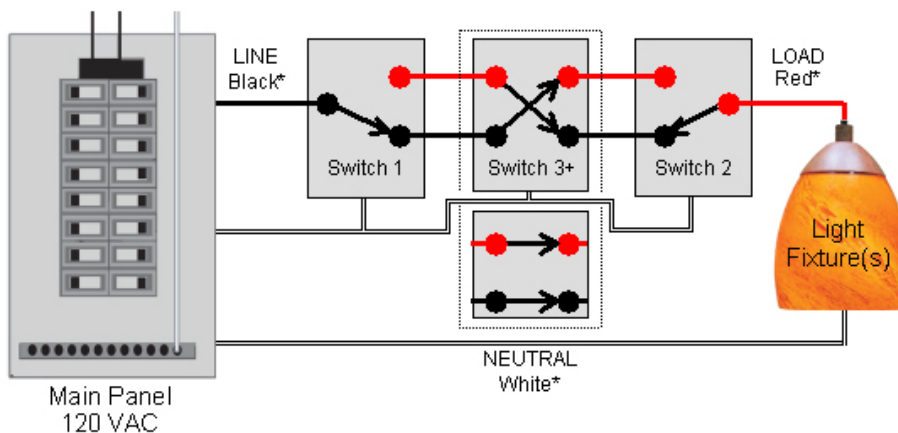 LINE
Black*
LOAD
Red*
Switch 1
Switch 3+
Switch 2
Light
Fixture(s)
NEUTRAL
White*
Main Panel
120 VAC